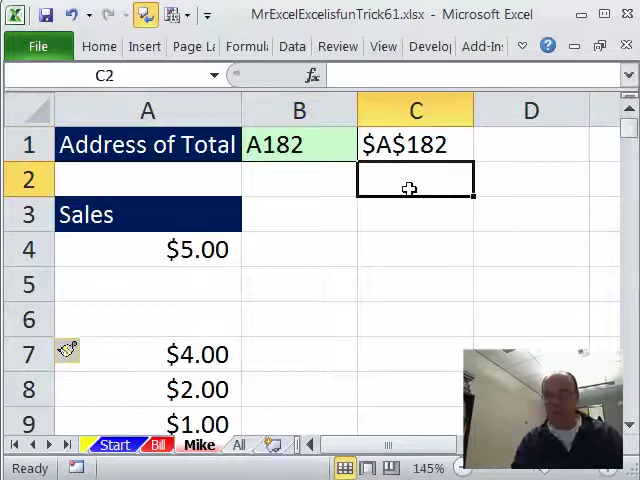 MrExcelExcelisfunTrick61.xlsx - Microsoft Excel
File Home Insert Page La Formula Data Review View Develo Add-Ins
C2 fx
A B C D
1 Address of Total A182 $A$182
2
3 Sales
4 $5.00
5
6
7 $4.00
8 $2.00
9 $1.00
Start Bill Mike All
Ready 145%